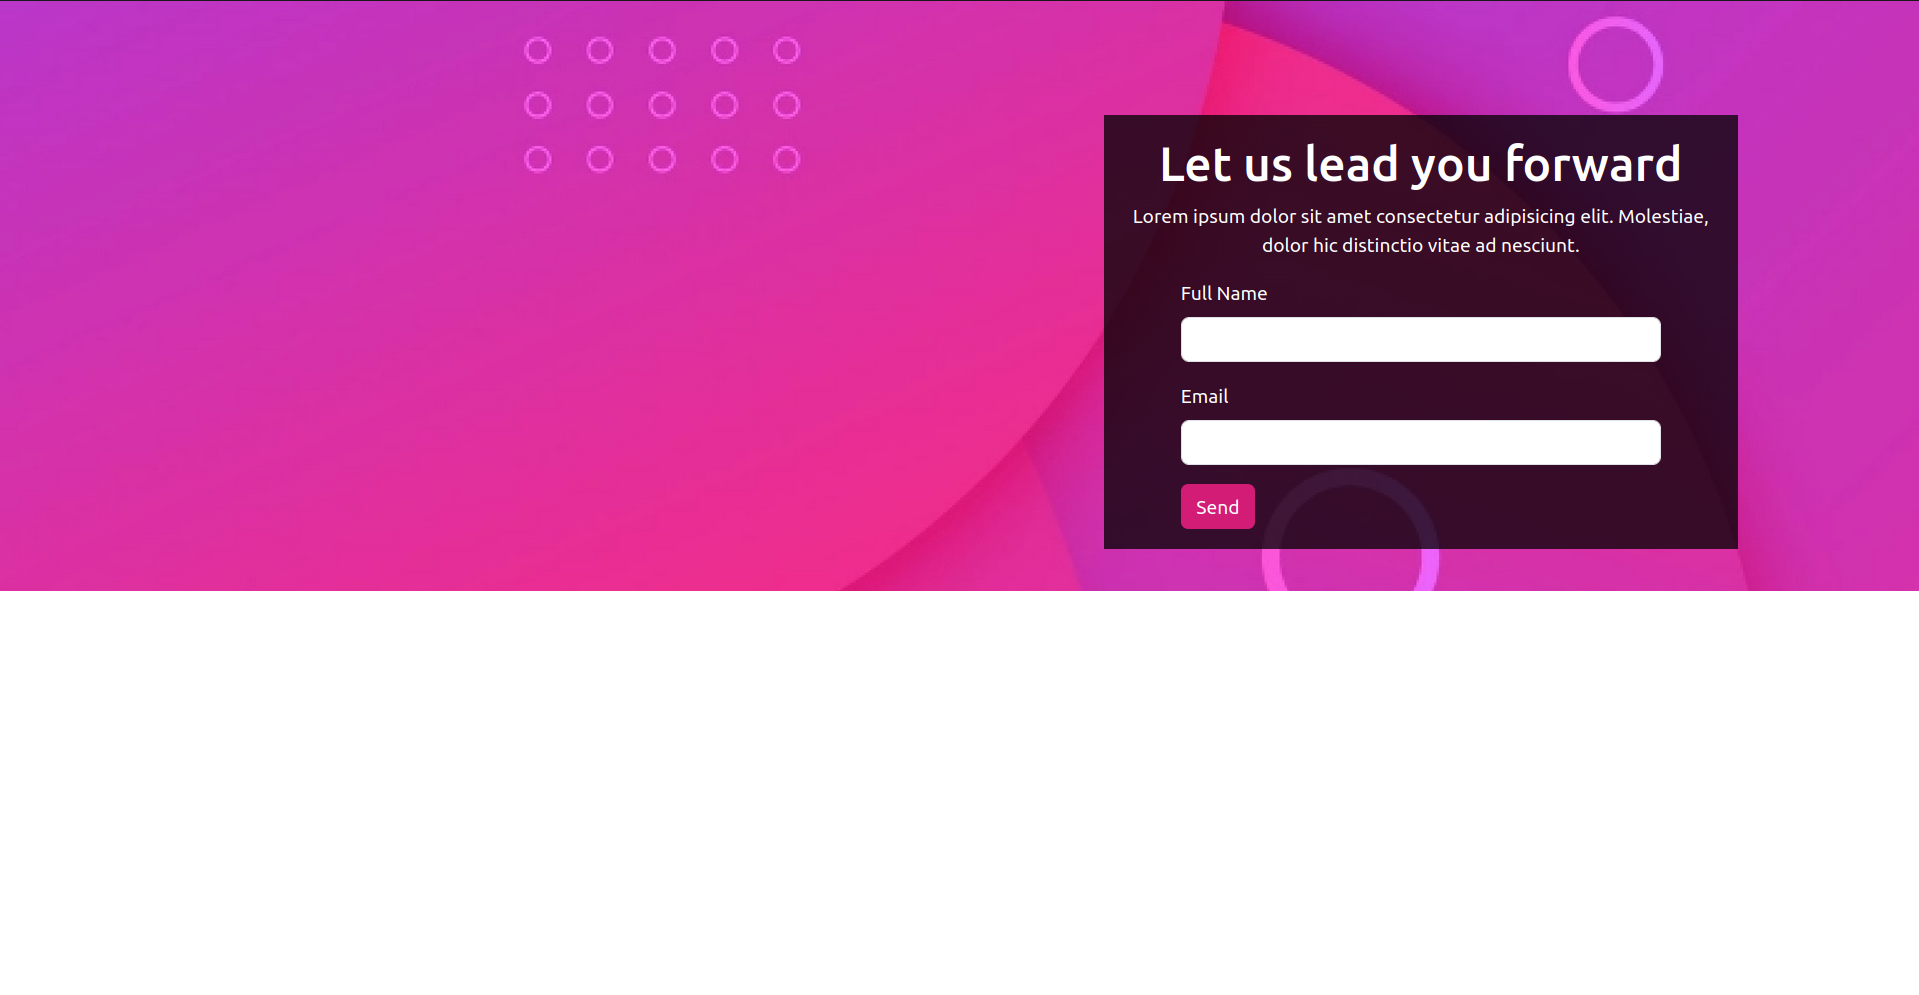 Let us lead you forward
Lorem ipsum dolor sit amet consectetur adipisicing elit. Molestiae,
dolor hic distinctio vitae ad nesciunt.
Full Name
Email
Send